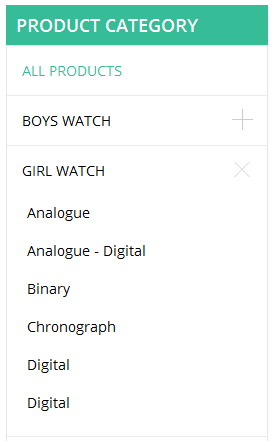 PRODUCT CATEGORY
ALL PRODUCTS
BOYS WATCH
GIRL WATCH
Analogue
Analogue - Digital
Binary
Chronograph
Digital
Digital